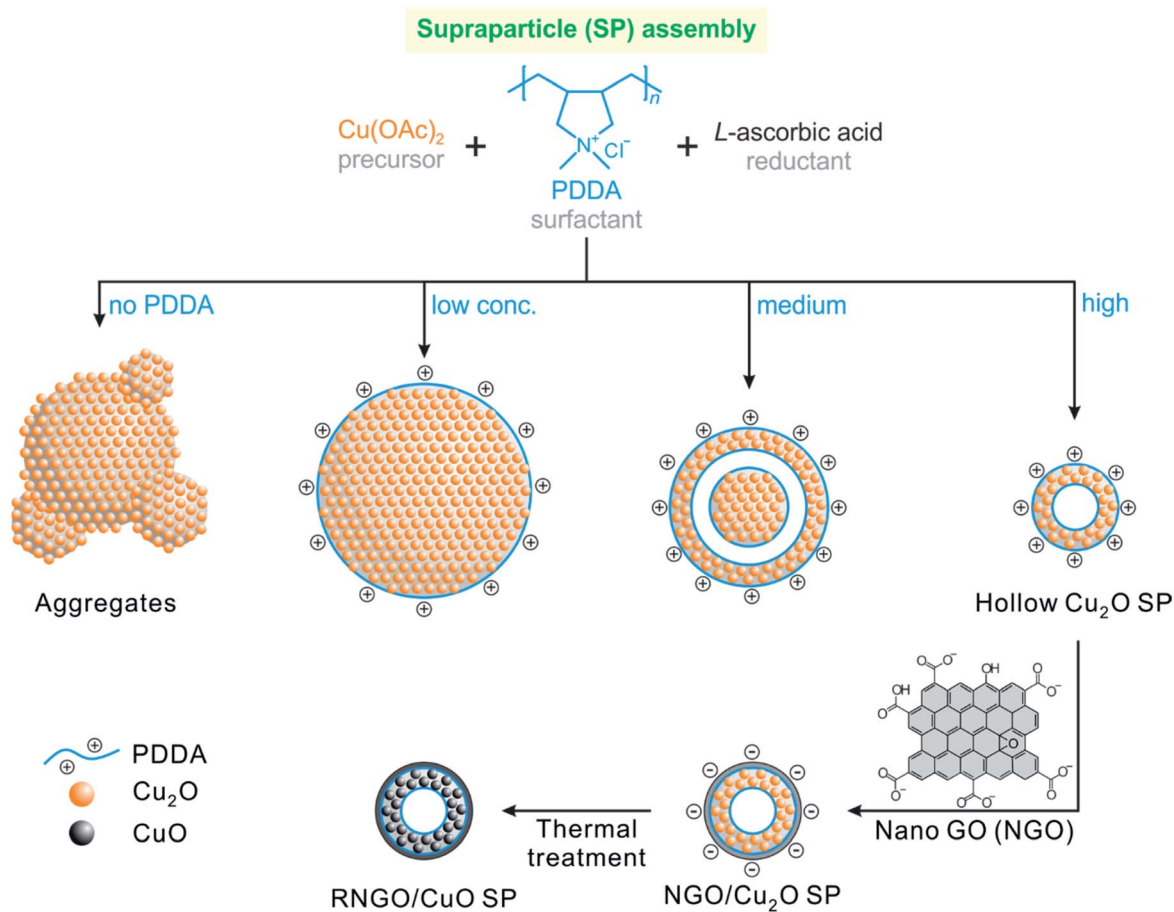 Supraparticle (SP) assembly
Cu(OAc)₂
precursor
+
n
N⁺
Cl⁻
PDDA
surfactant
+
L-ascorbic acid
reductant
no PDDA
low conc.
medium
high
Aggregates
Hollow Cu₂O SP
O
O⁻
OH
O
O⁻
OH
O
O
O
O⁻
O
O⁻
O
O⁻
Nano GO (NGO)
PDDA
Cu₂O
CuO
Thermal
treatment
RNGO/CuO SP
NGO/Cu₂O SP